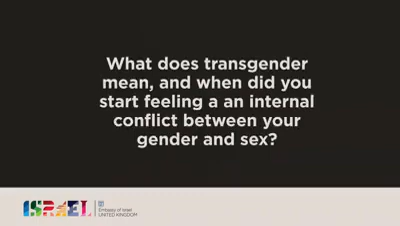 What does transgender
mean, and when did you
start feeling a an internal
conflict between your
gender and sex?
ISRAEL
Embassy of Israel
UNITED KINGDOM